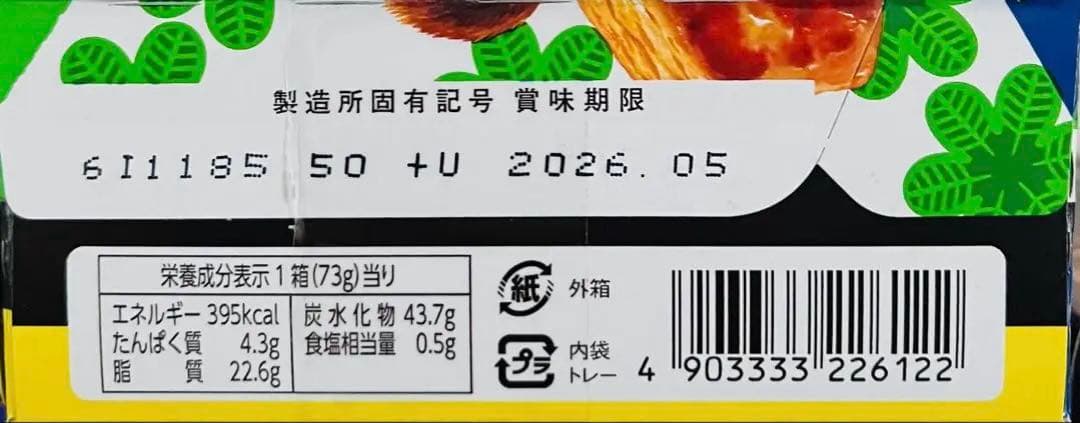 製造所固有記号 賞味期限
6I1185 50 +U 2026.05
栄養成分表示1箱(73g)当り
エネルギー 395kcal
たんぱく質 4.3g
脂質 22.6g
炭水化物 43.7g
食塩相当量 0.5g
紙 外箱
プラ 内袋
トレー
4 903333 226122